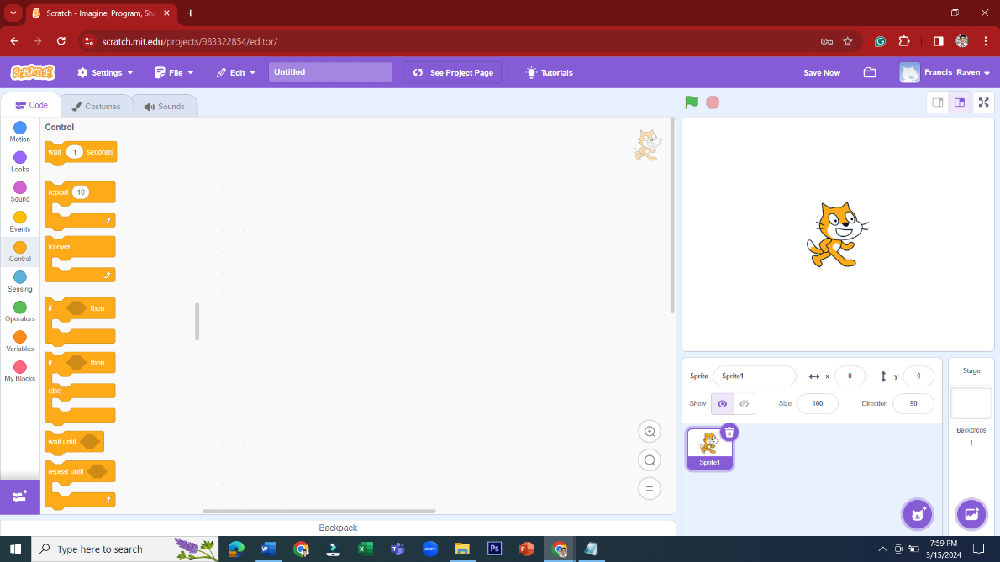 Scratch - Imagine, Program, Sha
scratch.mit.edu/projects/983322854/editor/
SCRATCH
Settings
File
Edit
Untitled
See Project Page
Tutorials
Save Now
Francis_Raven
Code
Costumes
Sounds
Motion
Looks
Sound
Events
Control
Sensing
Operators
Variables
My Blocks
Control
wait 1 seconds
repeat 10
forever
if then
if then
else
wait until
repeat until
Backpack
Sprite Sprite1 x 0 y 0
Show Size 100 Direction 90
Sprite1
Stage
Backdrops
1
Type here to search
zoom
7:59 PM
3/15/2024